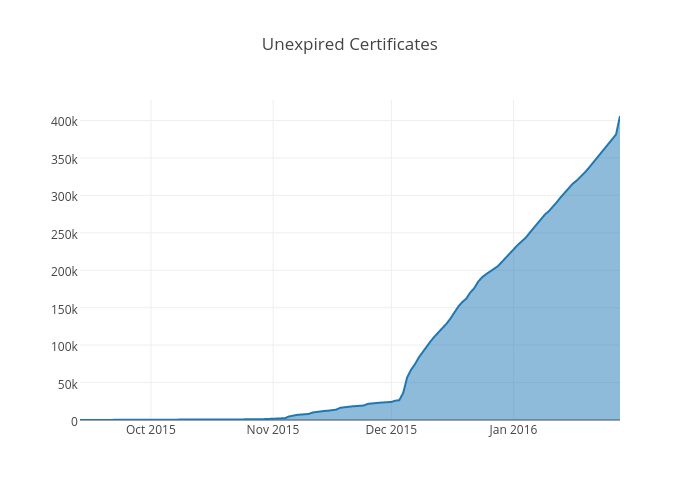 Unexpired Certificates
400k
350k
300k
250k
200k
150k
100k
50k
0
Oct 2015
Nov 2015
Dec 2015
Jan 2016